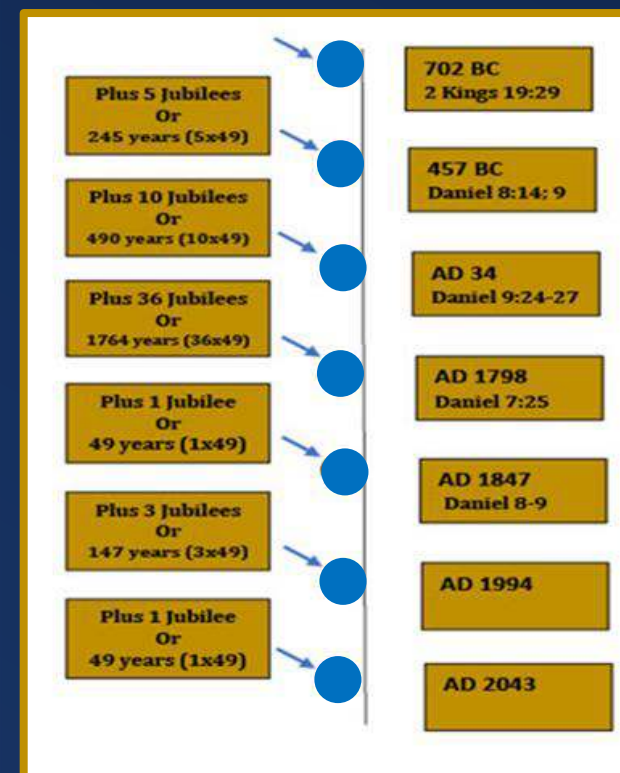 702 BC
2 Kings 19:29
Plus 5 Jubilees
Or
245 years (5x49)
457 BC
Daniel 8:14; 9
Plus 10 Jubilees
Or
490 years (10x49)
AD 34
Daniel 9:24-27
Plus 36 Jubilees
Or
1764 years (36x49)
AD 1798
Daniel 7:25
Plus 1 Jubilee
Or
49 years (1x49)
AD 1847
Daniel 8-9
Plus 3 Jubilees
Or
147 years (3x49)
AD 1994
Plus 1 Jubilee
Or
49 years (1x49)
AD 2043